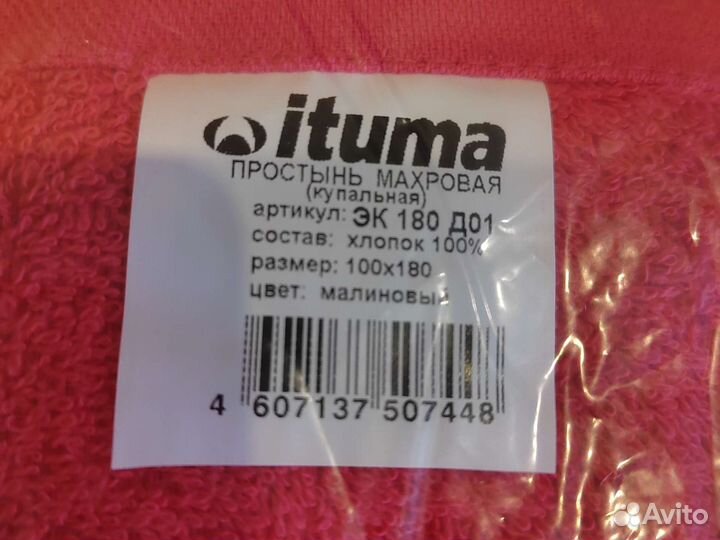 ituma
ПРОСТЫНЬ МАХРОВАЯ
(купальная)
артикул: ЭК 180 Д01
состав: хлопок 100%
размер: 100х180
цвет: малиновый
4 607137 507448
Avito